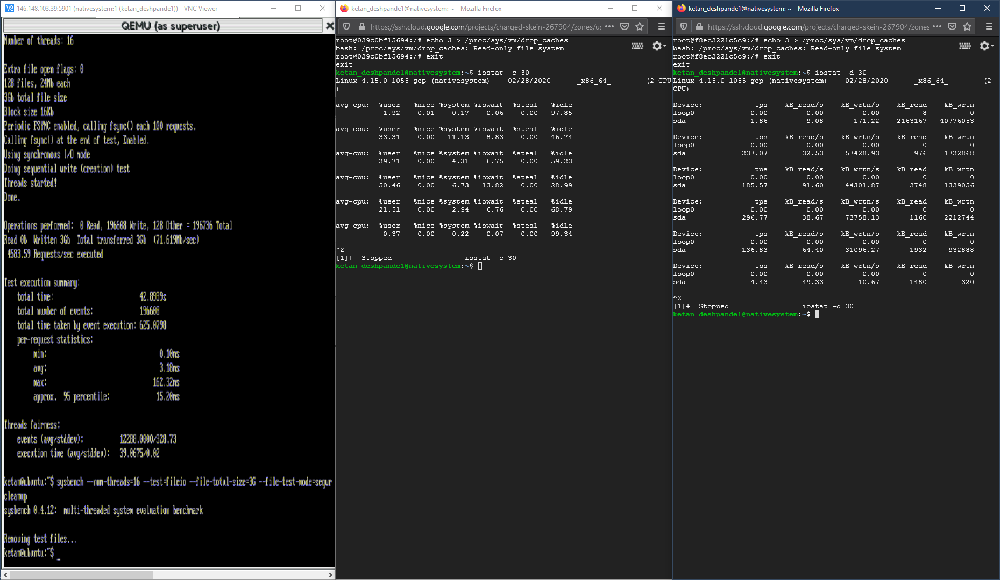 146.148.103.39:5901 (nativesystem:1 (ketan_deshpande1)) - VNC Viewer
QEMU (as superuser)
Number of threads: 16
Extra file open flags: 0
128 files, 24Mb each
3Gb total file size
Block size 16Kb
Periodic FSYNC enabled, calling fsync() each 100 requests.
Calling fsync() at the end of test, Enabled.
Using synchronous I/O mode
Doing sequential write (creation) test
Threads started!
Done.
Operations performed:  0 Read, 196608 Write, 128 Other = 196736 Total
Read 0b  Written 3Gb  Total transferred 3Gb  (71.619Mb/sec)
4583.59 Requests/sec executed
Test execution summary:
total time: 42.8939s
total number of events: 196608
total time taken by event execution: 625.0798
per-request statistics:
min: 0.10ms
avg: 3.18ms
max: 162.32ms
approx.  95 percentile: 15.20ms
Threads fairness:
events (avg/stddev): 12288.0000/328.73
execution time (avg/stddev): 39.0675/0.02
ketan@ubuntu:~$ sysbench --num-threads=16 --test=fileio --file-total-size=3G --file-test-mode=seqwr
cleanup
sysbench 0.4.12:  multi-threaded system evaluation benchmark
Removing test files...
ketan@ubuntu:~$ _
ketan_deshpande1@nativesystem: ~ - Mozilla Firefox
https://ssh.cloud.google.com/projects/charged-skein-267904/zones/us
root@029c0bf15694:/# echo 3 > /proc/sys/vm/drop_caches
bash: /proc/sys/vm/drop_caches: Read-only file system
root@029c0bf15694:/# exit
exit
ketan_deshpande1@nativesystem:~$ iostat -c 30
Linux 4.15.0-1055-gcp (nativesystem) 02/28/2020 _x86_64_ (2 CPU
)
avg-cpu: %user %nice %system %iowait %steal %idle
1.92 0.01 0.17 0.06 0.00 97.85
avg-cpu: %user %nice %system %iowait %steal %idle
33.31 0.00 11.13 8.83 0.00 46.74
avg-cpu: %user %nice %system %iowait %steal %idle
29.71 0.00 4.31 6.75 0.00 59.23
avg-cpu: %user %nice %system %iowait %steal %idle
50.46 0.00 6.73 13.82 0.00 28.99
avg-cpu: %user %nice %system %iowait %steal %idle
21.51 0.00 2.94 6.76 0.00 68.79
avg-cpu: %user %nice %system %iowait %steal %idle
0.37 0.00 0.22 0.07 0.00 99.34
^Z
[1]+ Stopped iostat -c 30
ketan_deshpande1@nativesystem:~$
ketan_deshpande1@nativesystem: ~ - Mozilla Firefox
https://ssh.cloud.google.com/projects/charged-skein-267904/zones
root@f8ec2221c5c9:/# echo 3 > /proc/sys/vm/drop_caches
bash: /proc/sys/vm/drop_caches: Read-only file system
root@f8ec2221c5c9:/# exit
exit
ketan_deshpande1@nativesystem:~$ iostat -d 30
Linux 4.15.0-1055-gcp (nativesystem) 02/28/2020 _x86_64_ (2
CPU)
Device: tps kB_read/s kB_wrtn/s kB_read kB_wrtn
loop0 0.00 0.00 0.00 8 0
sda 1.86 9.08 171.22 2163167 40776053
Device: tps kB_read/s kB_wrtn/s kB_read kB_wrtn
loop0 0.00 0.00 0.00 0 0
sda 237.07 32.53 57428.93 976 1722868
Device: tps kB_read/s kB_wrtn/s kB_read kB_wrtn
loop0 0.00 0.00 0.00 0 0
sda 185.57 91.60 44301.87 2748 1329056
Device: tps kB_read/s kB_wrtn/s kB_read kB_wrtn
loop0 0.00 0.00 0.00 0 0
sda 296.77 38.67 73758.13 1160 2212744
Device: tps kB_read/s kB_wrtn/s kB_read kB_wrtn
loop0 0.00 0.00 0.00 0 0
sda 136.83 64.40 31096.27 1932 932888
Device: tps kB_read/s kB_wrtn/s kB_read kB_wrtn
loop0 0.00 0.00 0.00 0 0
sda 4.43 49.33 10.67 1480 320
^Z
[1]+ Stopped iostat -d 30
ketan_deshpande1@nativesystem:~$